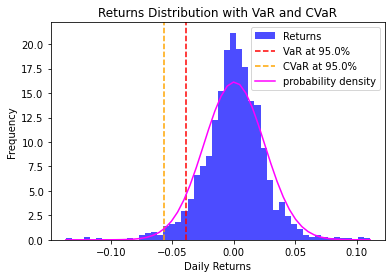 Returns Distribution with VaR and CVaR
Returns
VaR at 95.0%
CVaR at 95.0%
probability density
Frequency
20.0
17.5
15.0
12.5
10.0
7.5
5.0
2.5
0.0
−0.10
−0.05
0.00
0.05
0.10
Daily Returns